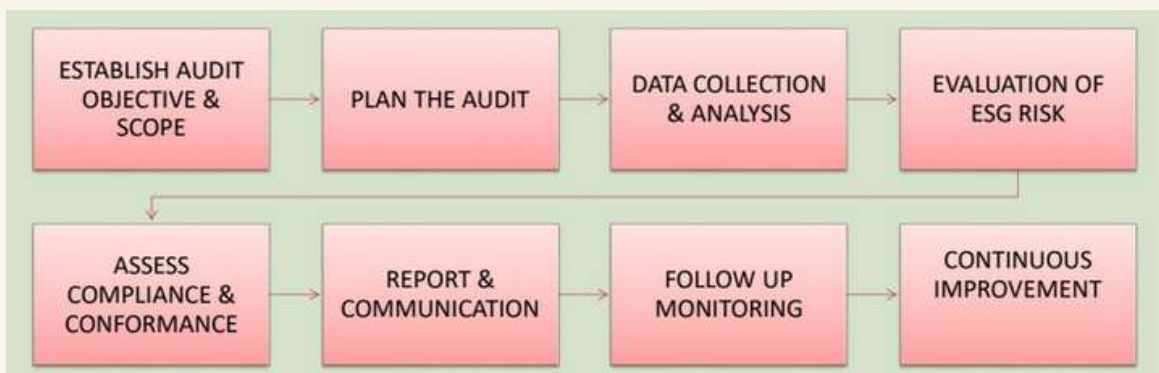 ESTABLISH AUDIT
OBJECTIVE &
SCOPE
PLAN THE AUDIT
DATA COLLECTION
& ANALYSIS
EVALUATION OF
ESG RISK
ASSESS
COMPLIANCE &
CONFORMANCE
REPORT &
COMMUNICATION
FOLLOW UP
MONITORING
CONTINUOUS
IMPROVEMENT